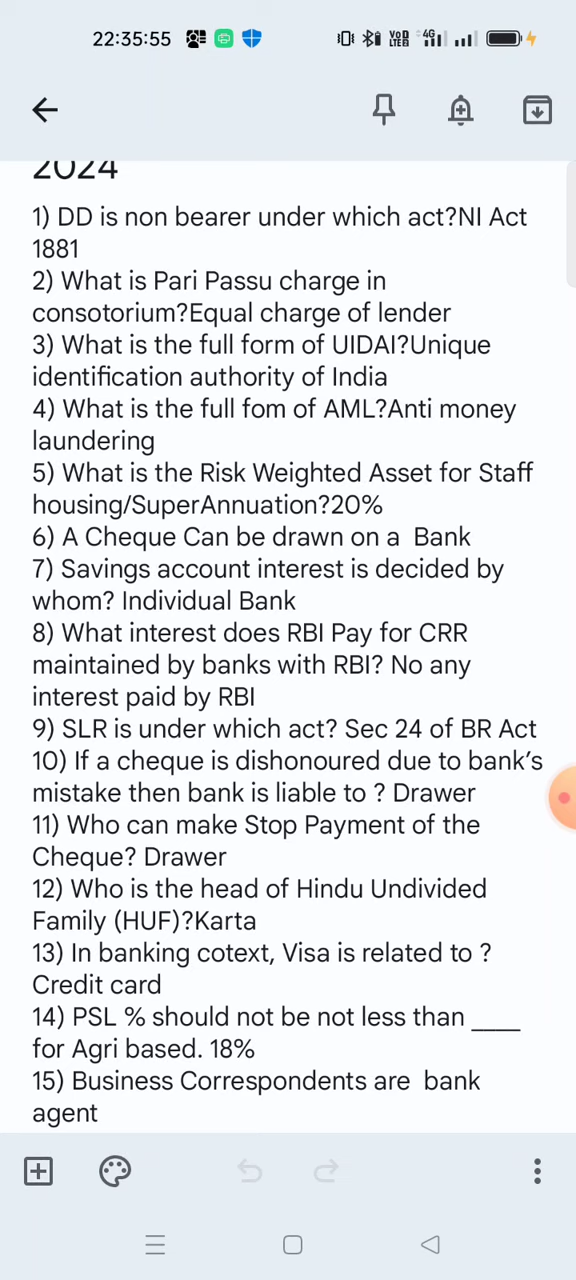 22:35:55
VoD
LTE2
4G
2024
1) DD is non bearer under which act?NI Act
1881
2) What is Pari Passu charge in
consotorium?Equal charge of lender
3) What is the full form of UIDAI?Unique
identification authority of India
4) What is the full fom of AML?Anti money
laundering
5) What is the Risk Weighted Asset for Staff
housing/SuperAnnuation?20%
6) A Cheque Can be drawn on a  Bank
7) Savings account interest is decided by
whom? Individual Bank
8) What interest does RBI Pay for CRR
maintained by banks with RBI? No any
interest paid by RBI
9) SLR is under which act? Sec 24 of BR Act
10) If a cheque is dishonoured due to bank’s
mistake then bank is liable to ? Drawer
11) Who can make Stop Payment of the
Cheque? Drawer
12) Who is the head of Hindu Undivided
Family (HUF)?Karta
13) In banking cotext, Visa is related to ?
Credit card
14) PSL % should not be not less than ____
for Agri based. 18%
15) Business Correspondents are  bank
agent